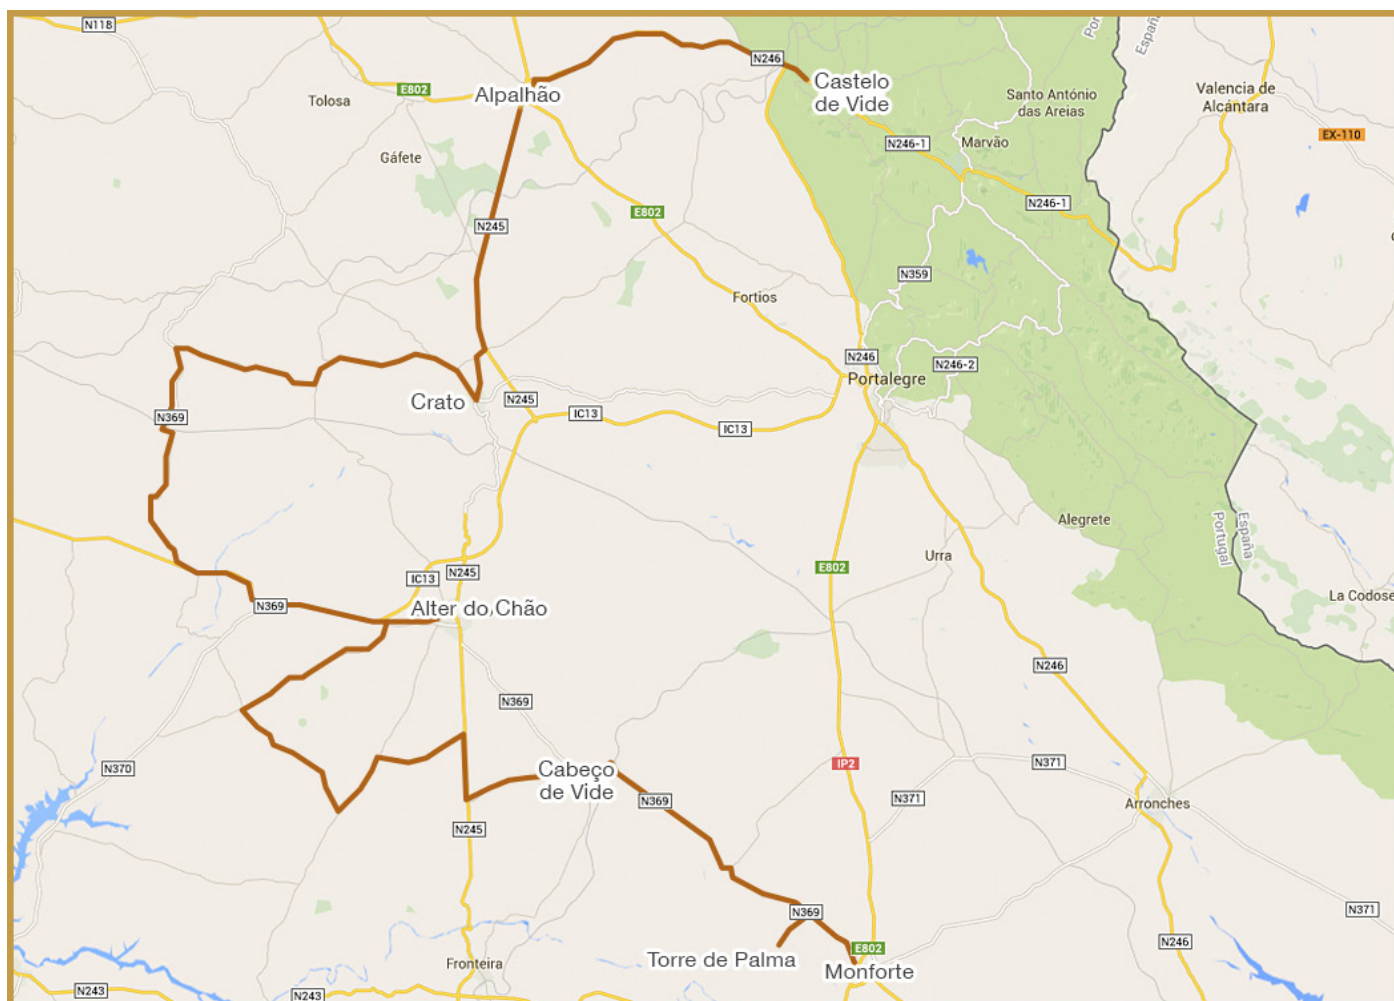 N118
Por
España
N246
Castelo
de Vide
Valencia de
Alcántara
E802
Alpalhão
Tolosa
Santo António
das Areias
EX-110
N246-1
Marvão
Gáfete
N246-1
E802
N245
N359
Fortios
N246
N246-2
Portalegre
Crato
N245
IC13
IC13
N369
Alegrete
España
Portugal
Urra
E802
IC13
N245
La Codose
N369
Alter do Chão
N246
N369
N370
Cabeço
de Vide
IP2
N371
N369
N371
Arronches
N245
N369
N371
E802
N246
Torre de Palma
Monforte
Fronteira
N243
N243